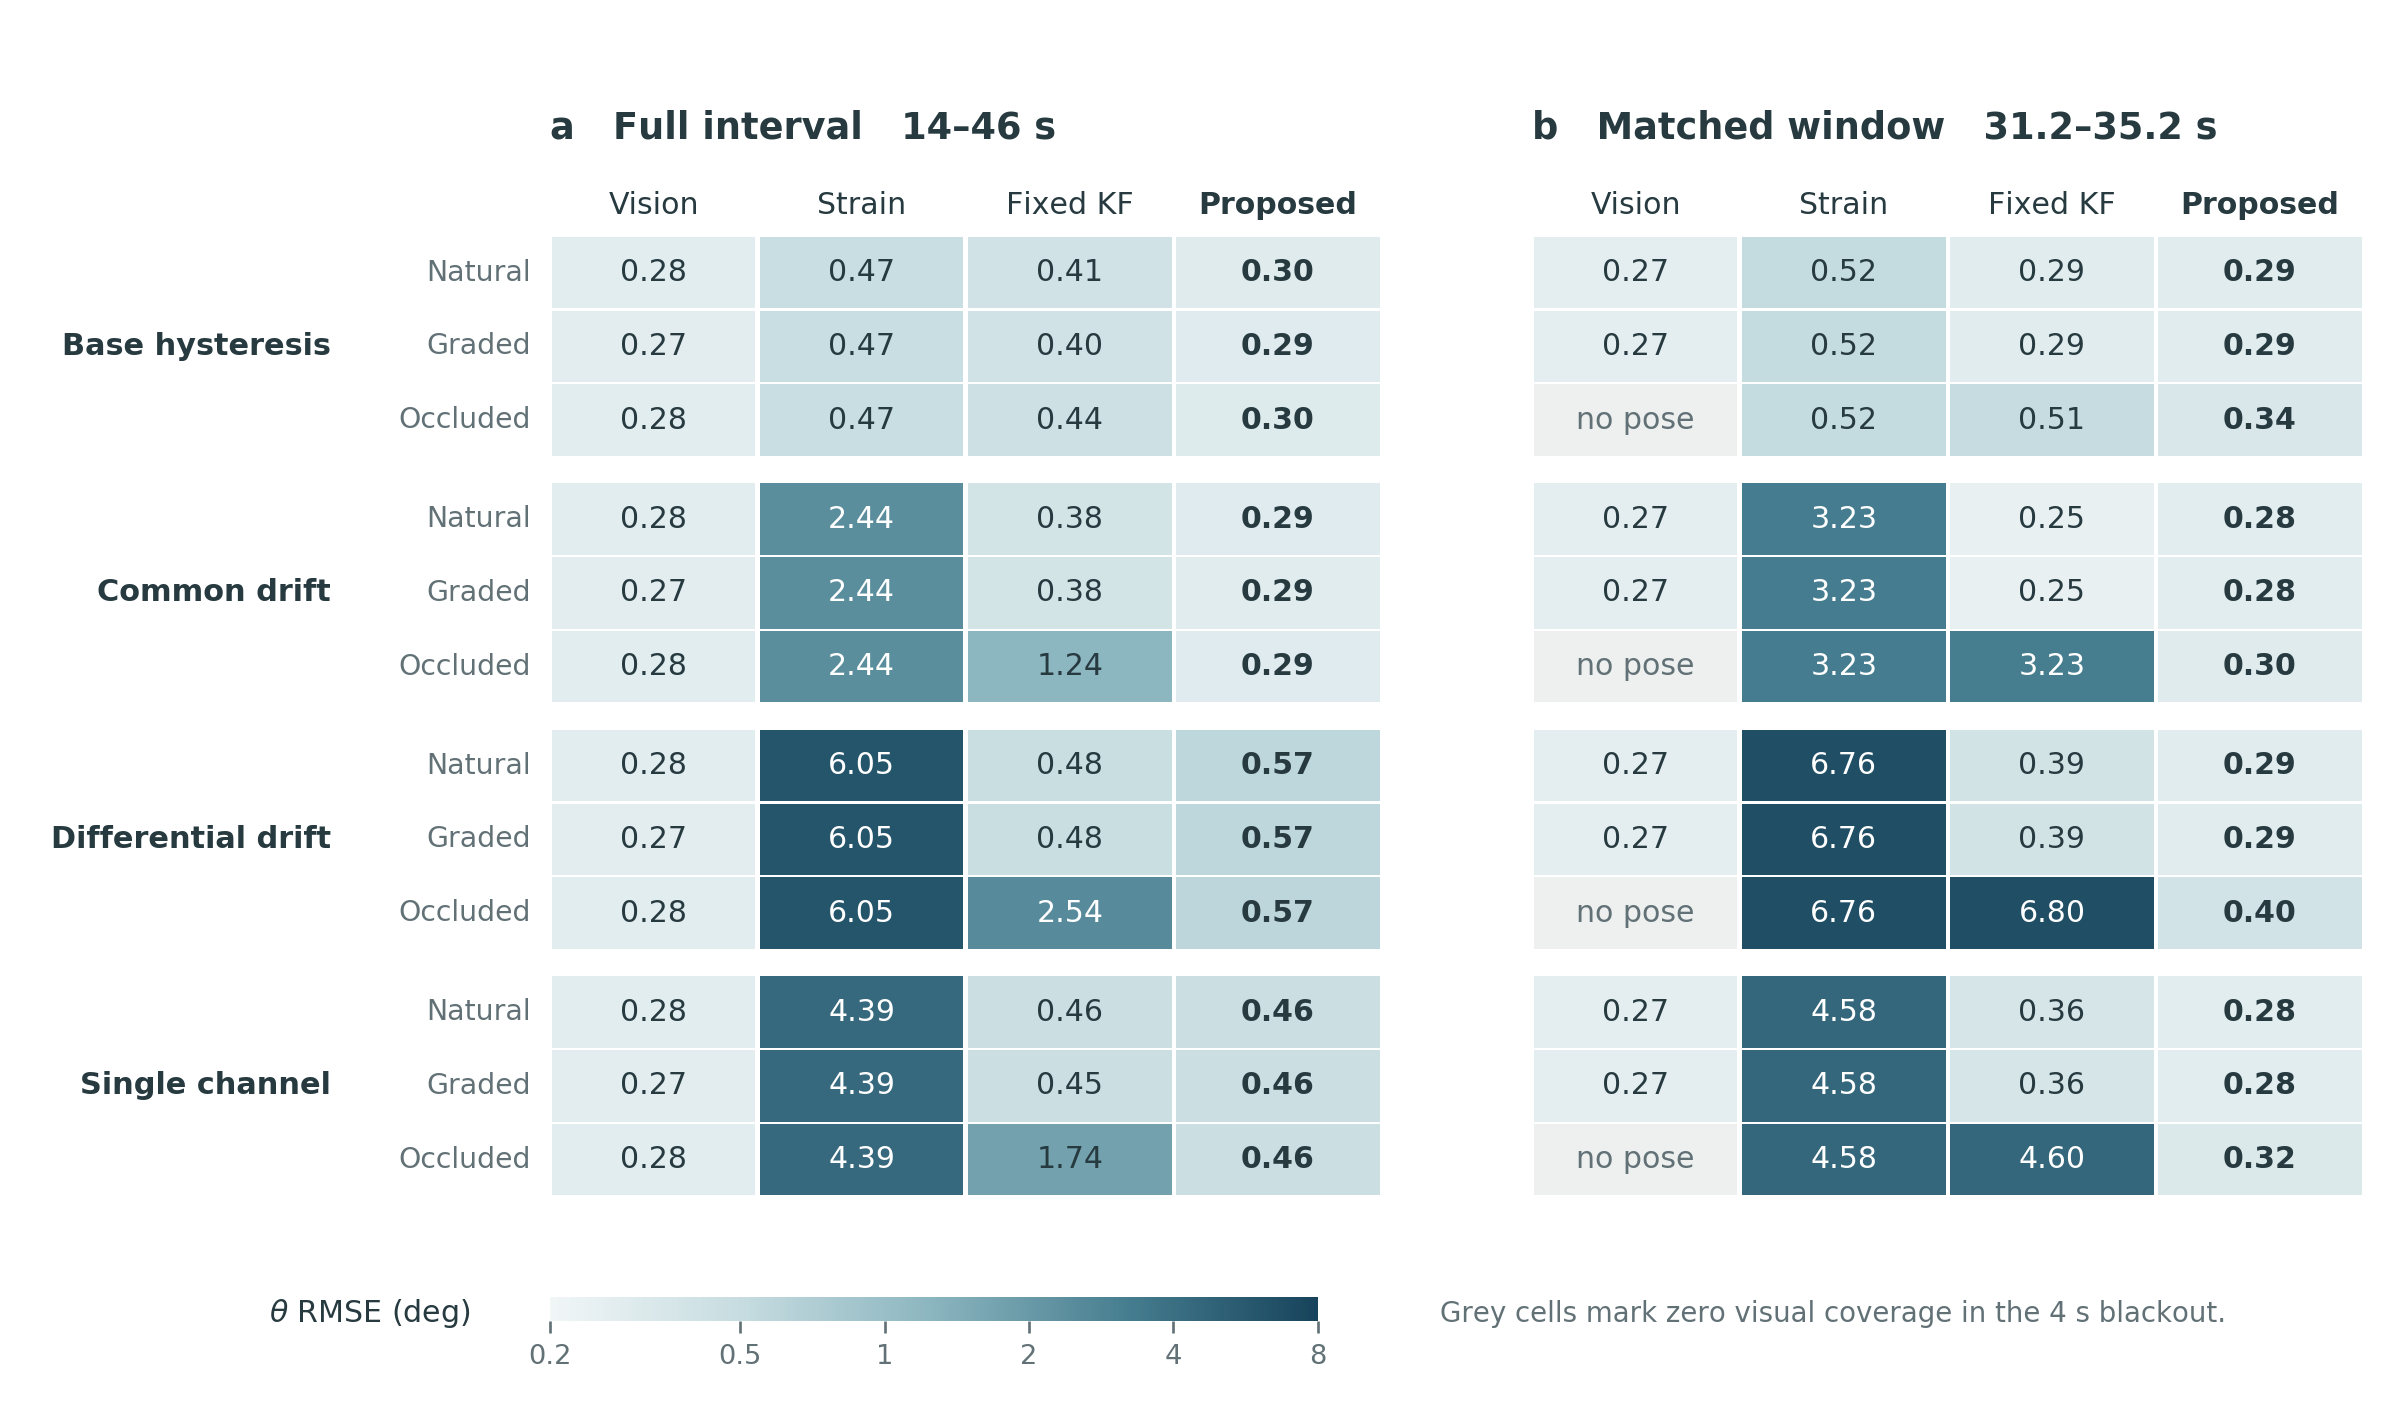 a Full interval 14–46 s
b Matched window 31.2–35.2 s
Vision Strain Fixed KF Proposed Vision Strain Fixed KF Proposed
Natural 0.28 0.47 0.41 0.30 0.27 0.52 0.29 0.29
Base hysteresis Graded 0.27 0.47 0.40 0.29 0.27 0.52 0.29 0.29
Occluded 0.28 0.47 0.44 0.30 no pose 0.52 0.51 0.34
Natural 0.28 2.44 0.38 0.29 0.27 3.23 0.25 0.28
Common drift Graded 0.27 2.44 0.38 0.29 0.27 3.23 0.25 0.28
Occluded 0.28 2.44 1.24 0.29 no pose 3.23 3.23 0.30
Natural 0.28 6.05 0.48 0.57 0.27 6.76 0.39 0.29
Differential drift Graded 0.27 6.05 0.48 0.57 0.27 6.76 0.39 0.29
Occluded 0.28 6.05 2.54 0.57 no pose 6.76 6.80 0.40
Natural 0.28 4.39 0.46 0.46 0.27 4.58 0.36 0.28
Single channel Graded 0.27 4.39 0.45 0.46 0.27 4.58 0.36 0.28
Occluded 0.28 4.39 1.74 0.46 no pose 4.58 4.60 0.32
θ RMSE (deg)
0.2 0.5 1 2 4 8
Grey cells mark zero visual coverage in the 4 s blackout.